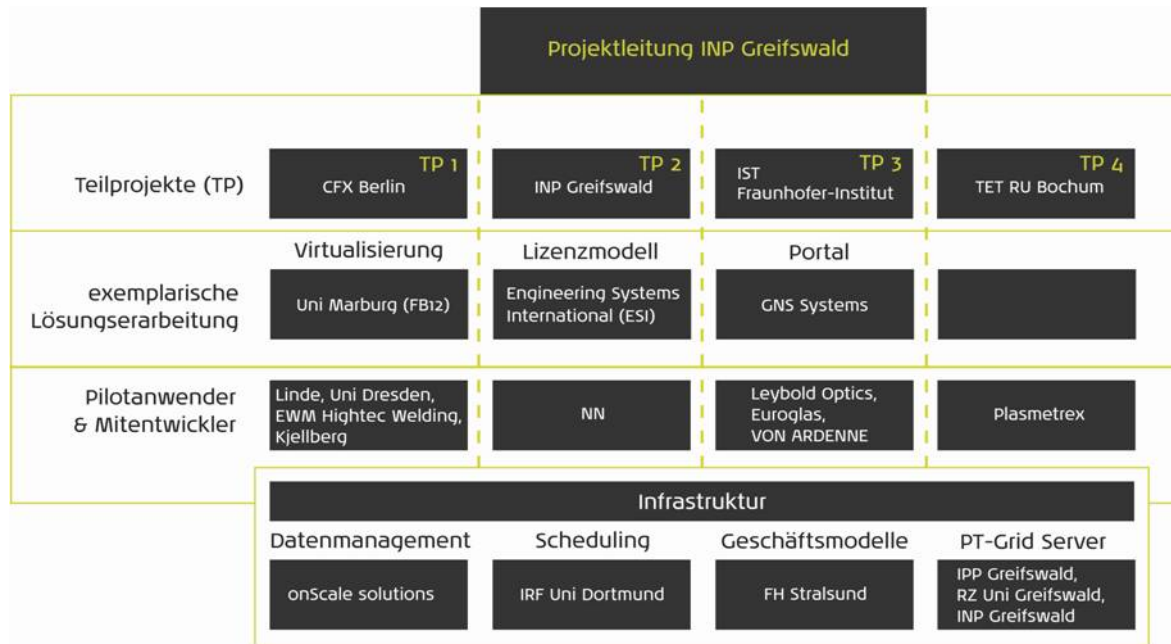 Projektleitung INP Greifswald
Teilprojekte (TP)
TP 1
CFX Berlin
TP 2
INP Greifswald
TP 3
IST
Fraunhofer-Institut
TP 4
TET RU Bochum
exemplarische
Lösungserarbeitung
Virtualisierung
Uni Marburg (FB12)
Lizenzmodell
Engineering Systems
International (ESI)
Portal
GNS Systems
Pilotanwender
& Mitentwickler
Linde, Uni Dresden,
EWM Hightec Welding,
Kjellberg
NN
Leybold Optics,
Euroglas,
VON ARDENNE
Plasmetrex
Infrastruktur
Datenmanagement
onScale solutions
Scheduling
IRF Uni Dortmund
Geschäftsmodelle
FH Stralsund
PT-Grid Server
IPP Greifswald,
RZ Uni Greifswald,
INP Greifswald